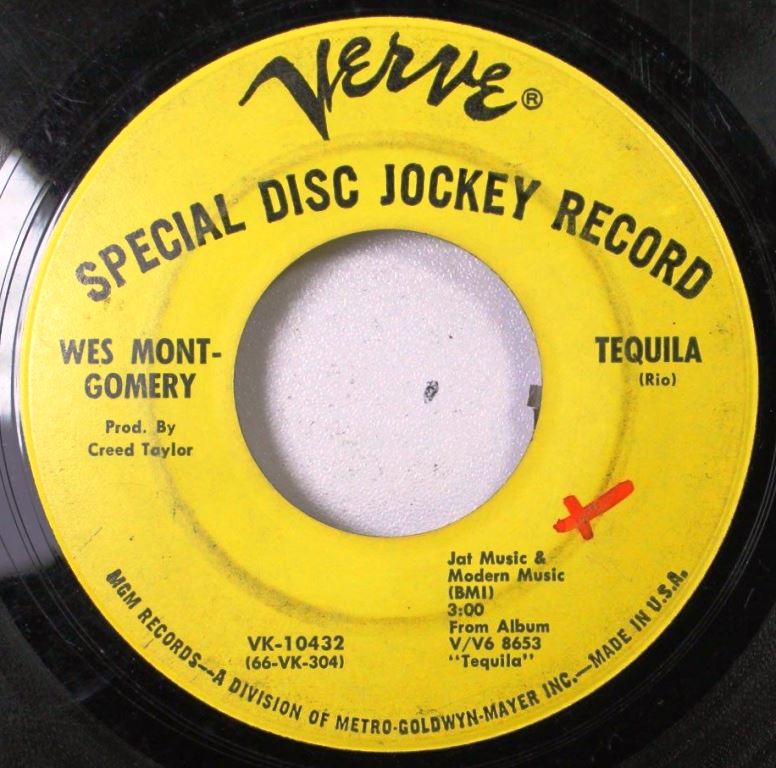 VERVE®
SPECIAL DISC JOCKEY RECORD
WES MONT-
GOMERY
Prod. By
Creed Taylor
TEQUILA
(Rio)
Jat Music &
Modern Music
(BMI)
3:00
From Album
V/V6 8653
"Tequila"
VK-10432
(66-VK-304)
MGM RECORDS—A DIVISION OF METRO-GOLDWYN-MAYER INC.—MADE IN U.S.A.